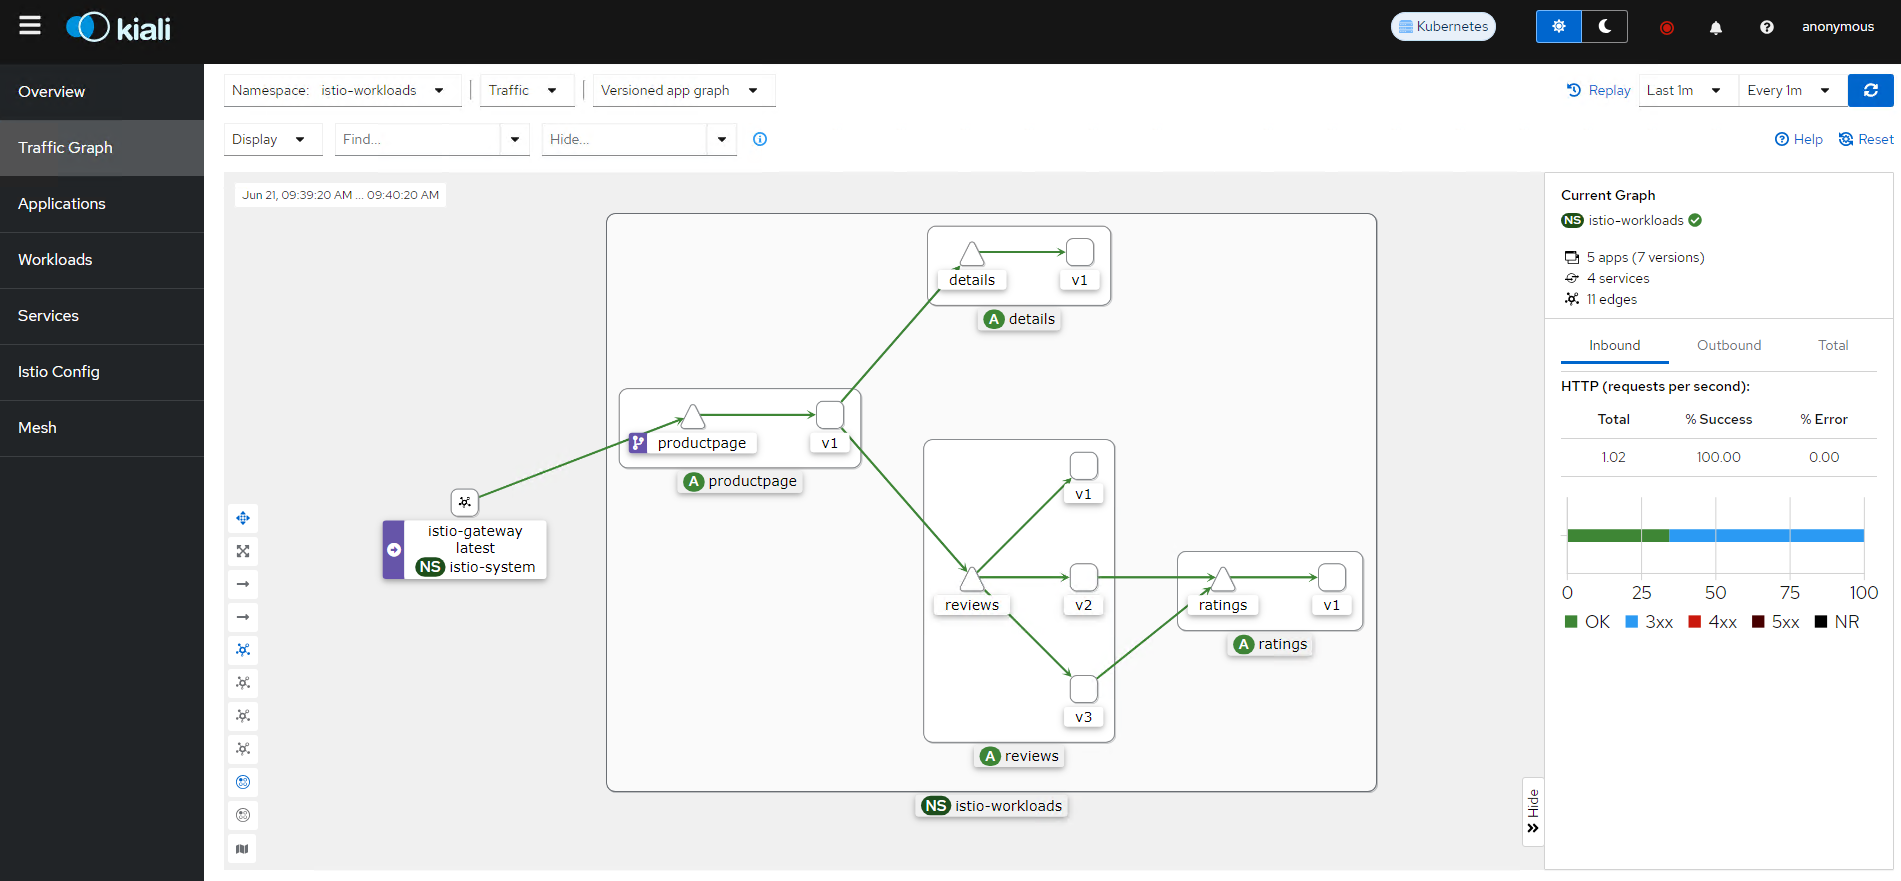 kiali
Kubernetes
anonymous
Overview
Traffic Graph
Applications
Workloads
Services
Istio Config
Mesh
Namespace: istio-workloads
Traffic
Versioned app graph
Replay
Last 1m
Every 1m
Display
Find...
Hide...
Help
Reset
Jun 21, 09:39:20 AM ... 09:40:20 AM
details
v1
A details
productpage
v1
A productpage
istio-gateway
latest
NS istio-system
v1
reviews
v2
v3
A reviews
ratings
v1
A ratings
NS istio-workloads
Hide
Current Graph
NS istio-workloads
5 apps (7 versions)
4 services
11 edges
Inbound Outbound Total
HTTP (requests per second):
Total % Success % Error
1.02 100.00 0.00
0 25 50 75 100
OK 3xx 4xx 5xx NR